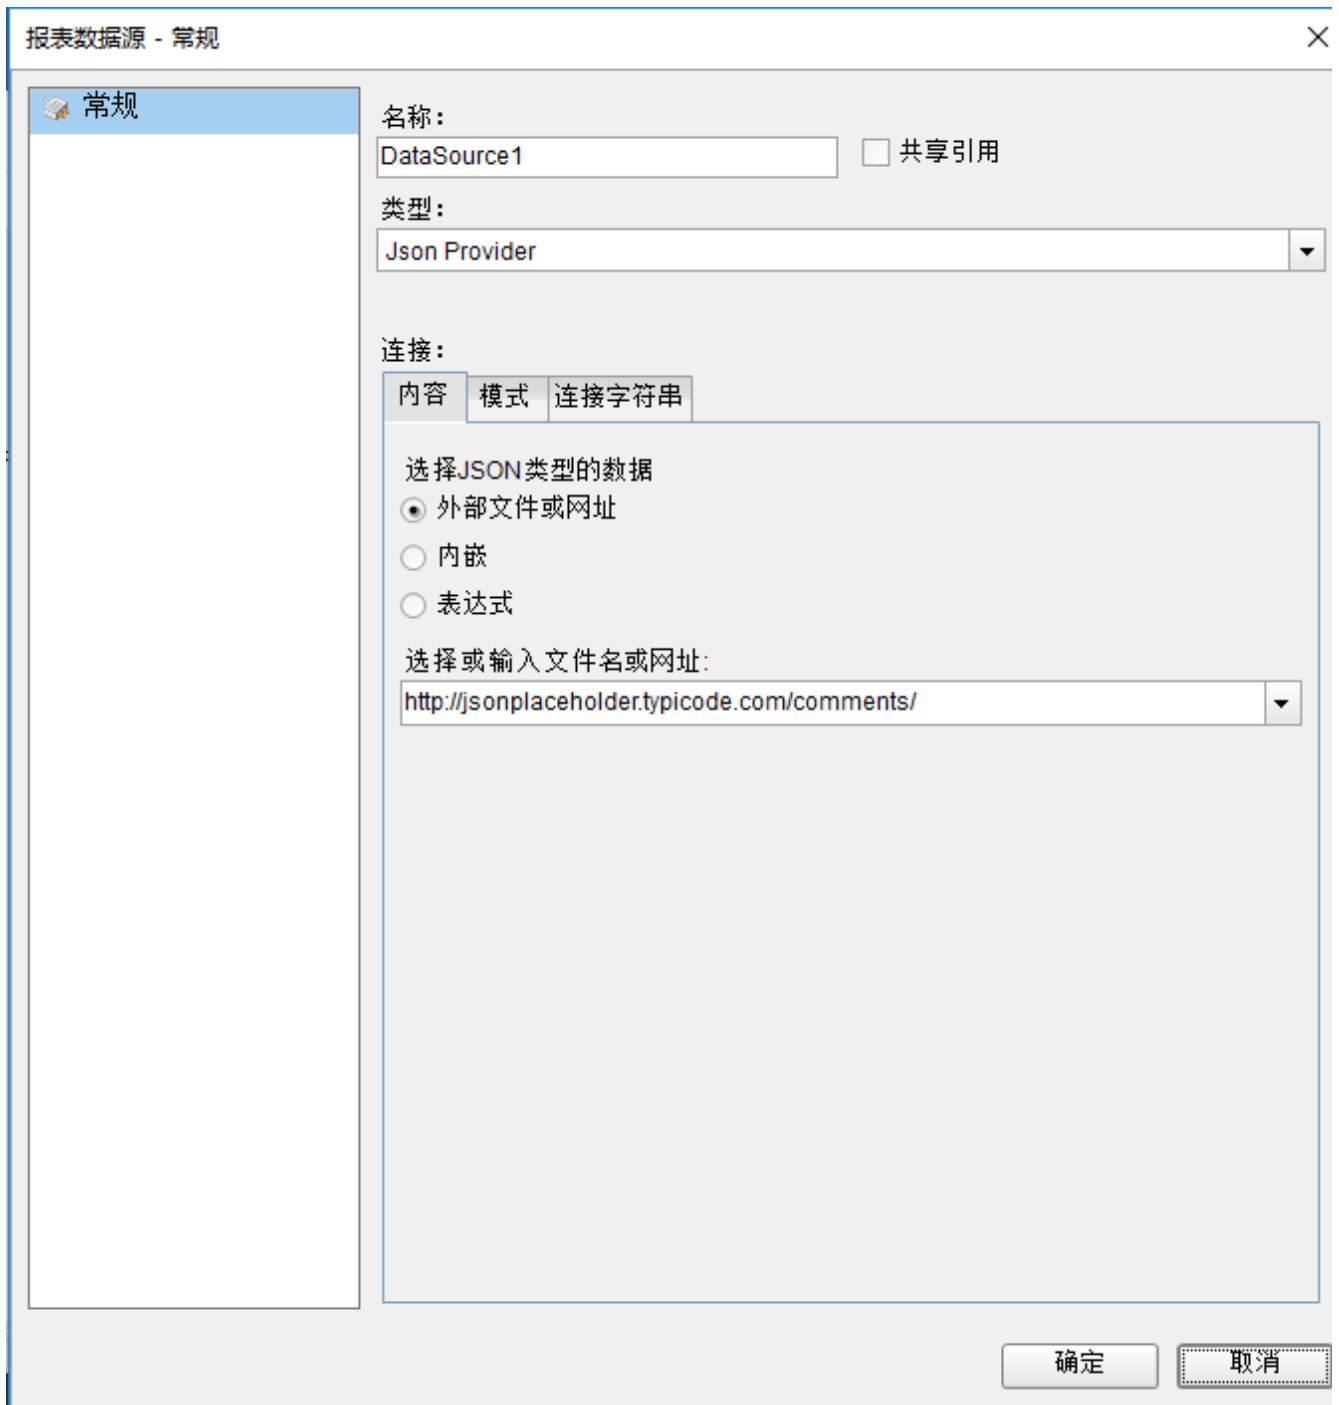 报表数据源 - 常规
常规
名称：
DataSource1
共享引用
类型：
Json Provider
连接：
内容 模式 连接字符串
选择JSON类型的数据
外部文件或网址
内嵌
表达式
选择或输入文件名或网址:
http://jsonplaceholder.typicode.com/comments/
确定 取消